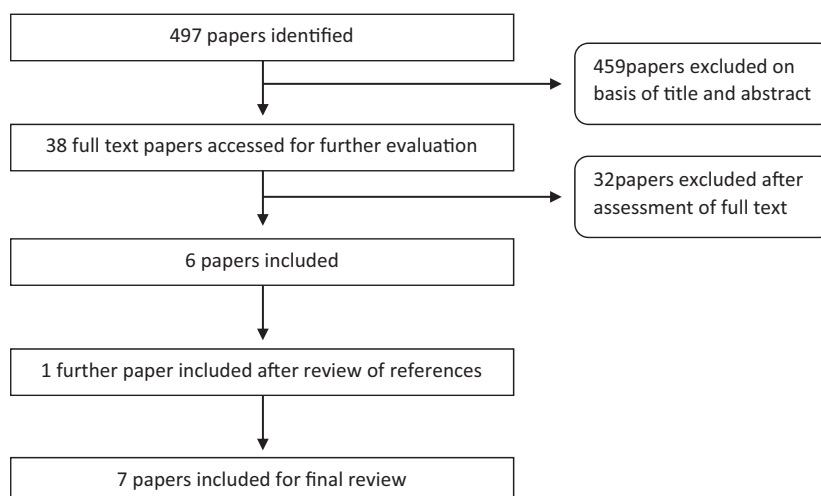 497 papers identified
459papers excluded on
basis of title and abstract
38 full text papers accessed for further evaluation
32papers excluded after
assessment of full text
6 papers included
1 further paper included after review of references
7 papers included for final review